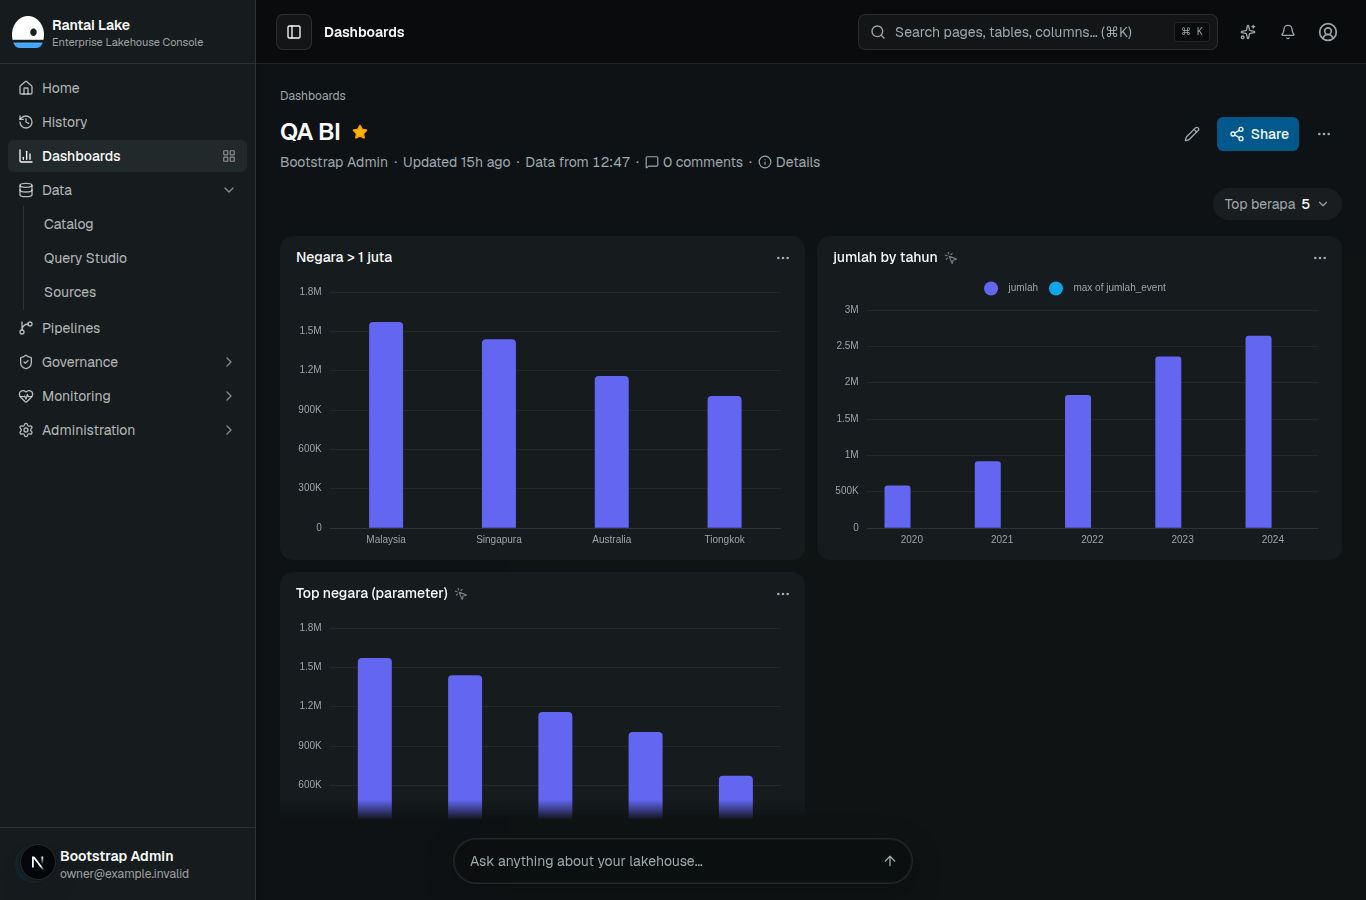 Rantai Lake
Enterprise Lakehouse Console
Home
History
Dashboards
Data
Catalog
Query Studio
Sources
Pipelines
Governance
Monitoring
Administration
Bootstrap Admin
owner@example.invalid
Dashboards
Search pages, tables, columns… (⌘K)
⌘ K
Dashboards
QA BI
Share
Bootstrap Admin · Updated 15h ago · Data from 12:47 · 0 comments · Details
Top berapa 5
Negara > 1 juta
1.8M
1.5M
1.2M
900K
600K
300K
0
Malaysia Singapura Australia Tiongkok
jumlah by tahun
jumlah max of jumlah_event
3M
2.5M
2M
1.5M
1M
500K
0
2020 2021 2022 2023 2024
Top negara (parameter)
1.8M
1.5M
1.2M
900K
600K
Ask anything about your lakehouse…
N